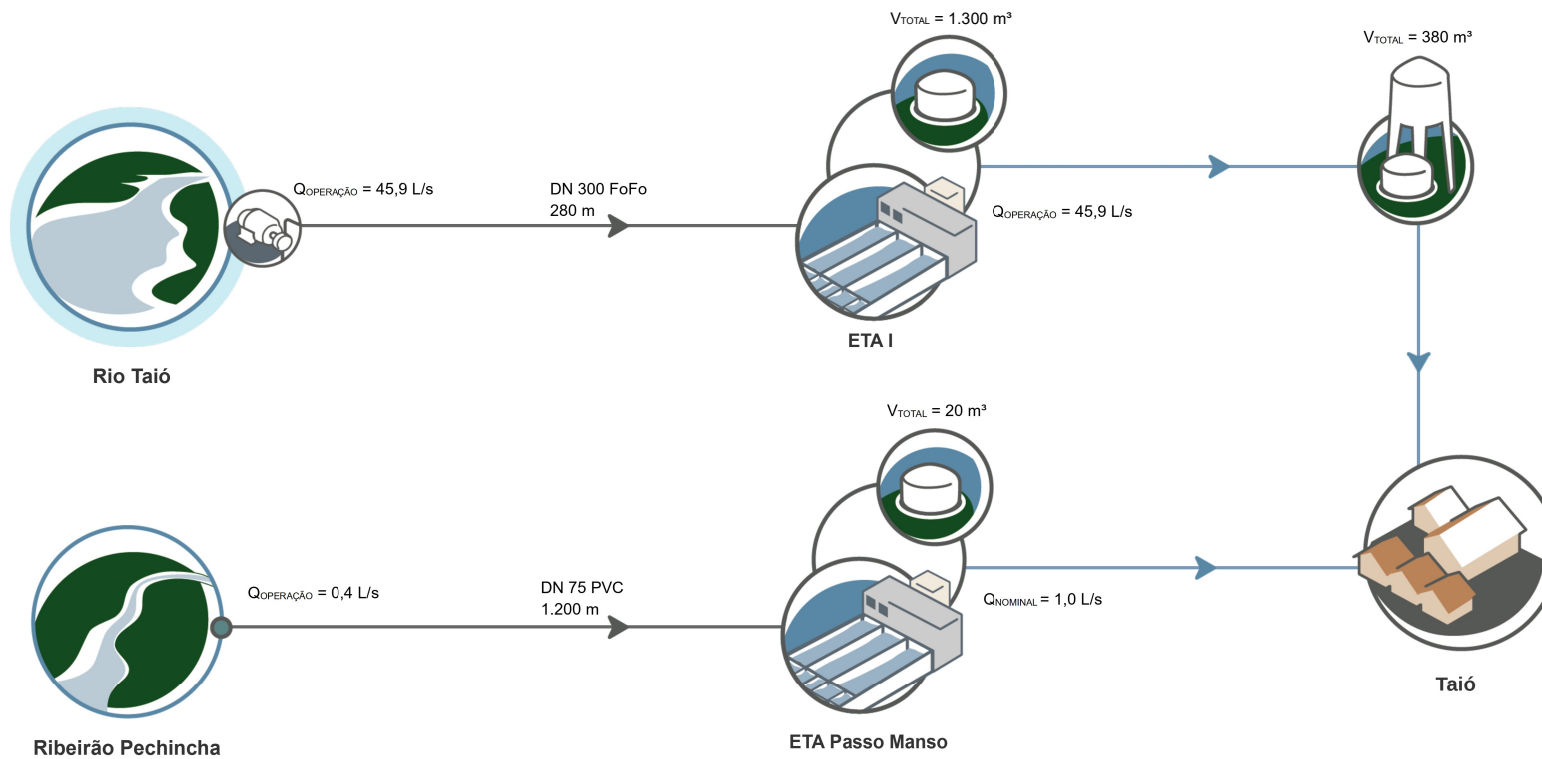 VTOTAL = 1.300 m³
VTOTAL = 380 m³
QOPERAÇÃO = 45,9 L/s
DN 300 FoFo
280 m
QOPERAÇÃO = 45,9 L/s
ETA I
Rio Taió
VTOTAL = 20 m³
QOPERAÇÃO = 0,4 L/s
DN 75 PVC
1.200 m
QNOMINAL = 1,0 L/s
Taió
Ribeirão Pechincha
ETA Passo Manso